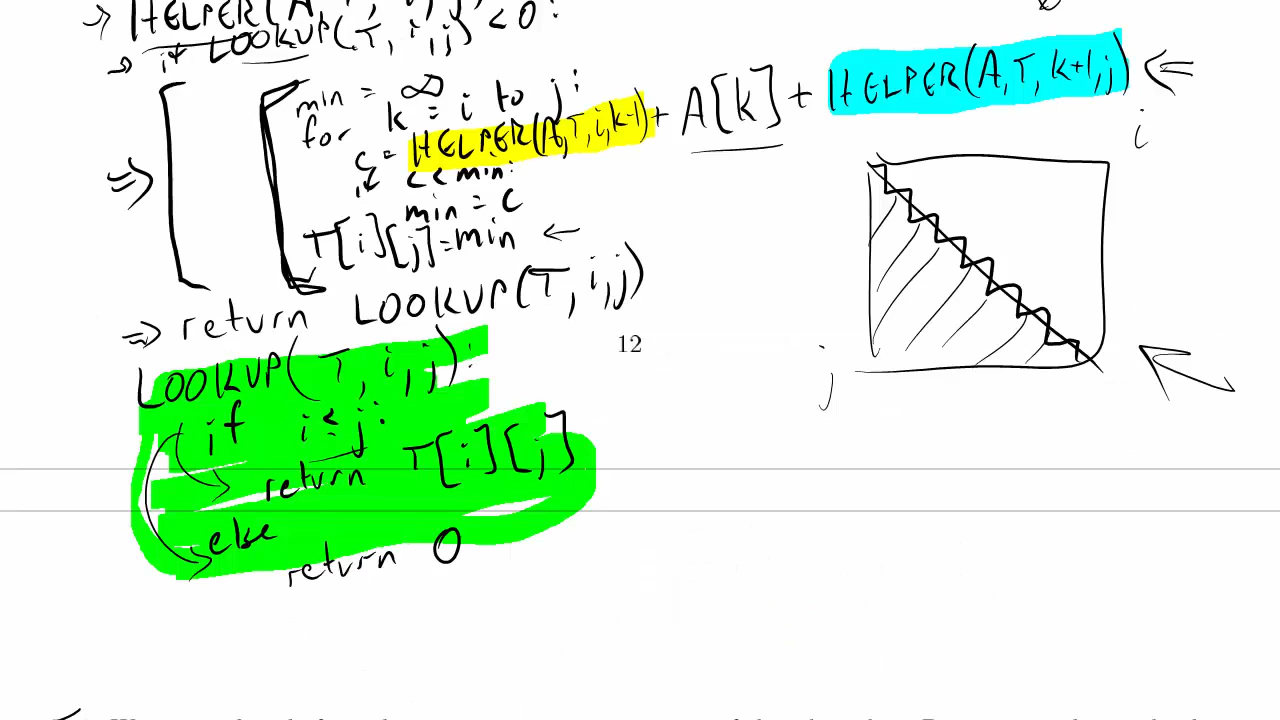 HELPER(A, T, i, j)
if LOOKUP(T, i, j) < 0:
min = ∞
for k = i to j:
c = HELPER(A,T,i,k-1) + A[k] + HELPER(A,T,k+1,j)
if c < min:
min = c
T[i][j]=min
return LOOKUP(T, i, j)
LOOKUP(T, i, j):
if i ≤ j:
return T[i][j]
else
return 0
i
j
12